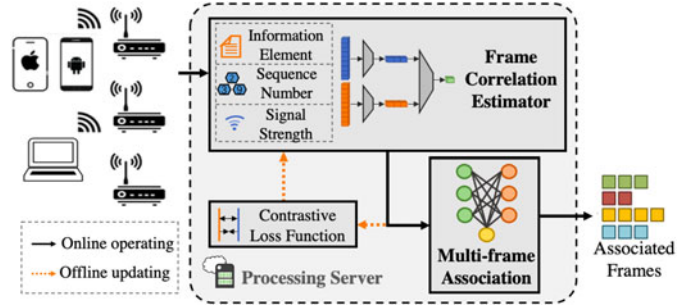 Information
Element
Sequence
Number
Signal
Strength
Frame
Correlation
Estimator
Contrastive
Loss Function
Multi-frame
Association
Associated
Frames
Online operating
Offline updating
Processing Server